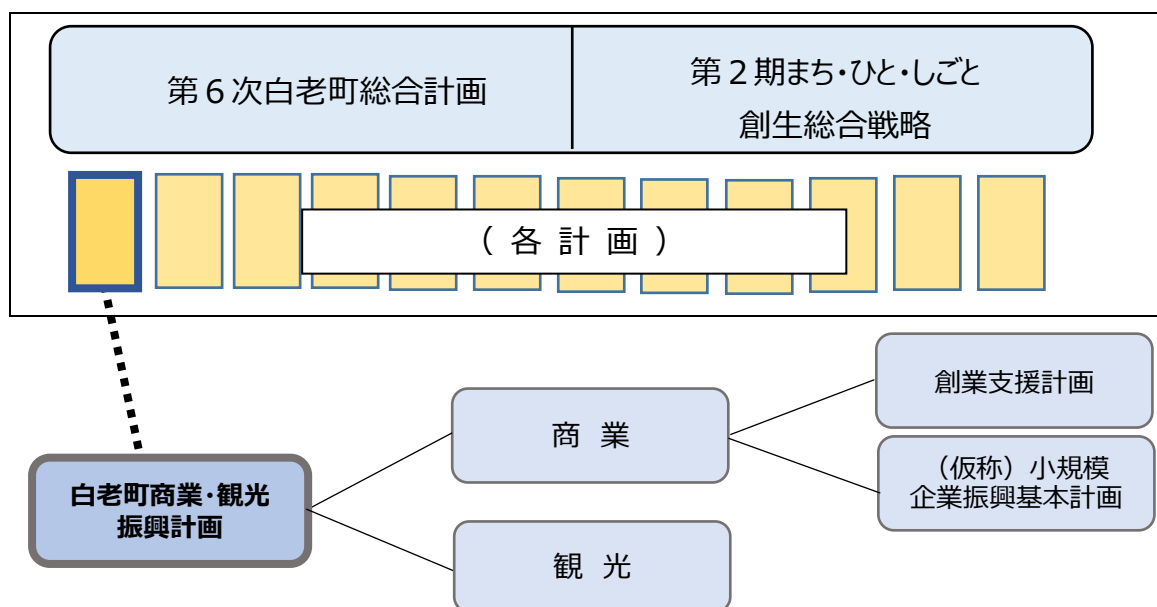 第６次白老町総合計画
第２期まち・ひと・しごと
創生総合戦略
（ 各 計 画 ）
創業支援計画
商 業
（仮称）小規模
企業振興基本計画
白老町商業・観光
振興計画
観 光